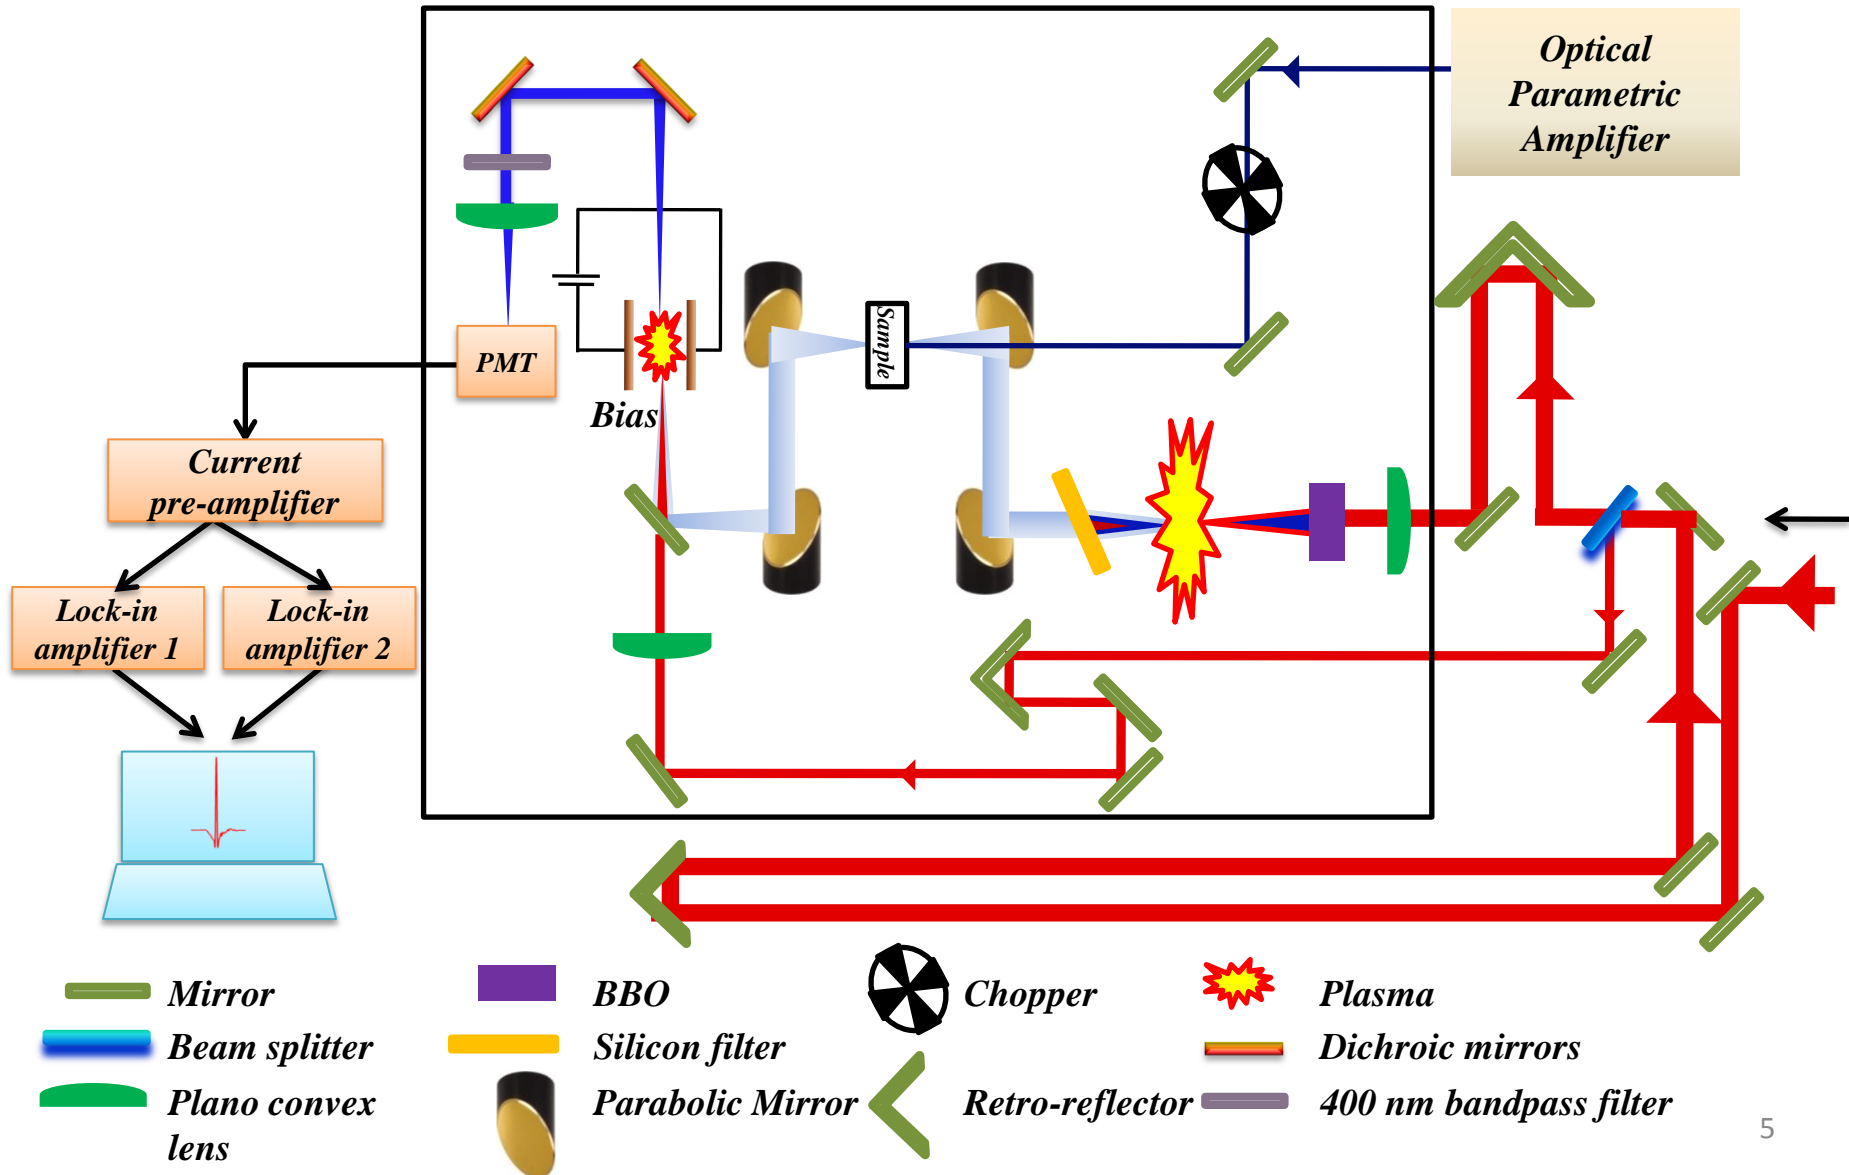 Optical
Parametric
Amplifier
Sample
PMT
Bias
Current
pre-amplifier
Lock-in
amplifier 1
Lock-in
amplifier 2
Mirror
BBO
Chopper
Plasma
Beam splitter
Silicon filter
Dichroic mirrors
Plano convex
lens
Parabolic Mirror
Retro-reflector
400 nm bandpass filter
5